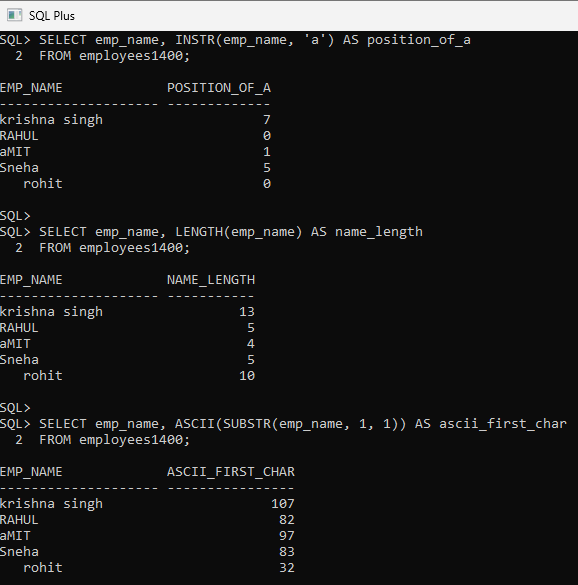 SQL Plus
SQL> SELECT emp_name, INSTR(emp_name, 'a') AS position_of_a
  2  FROM employees1400;

EMP_NAME             POSITION_OF_A
-------------------- -------------
krishna singh                    7
RAHUL                            0
aMIT                             1
Sneha                            5
   rohit                         0

SQL>
SQL> SELECT emp_name, LENGTH(emp_name) AS name_length
  2  FROM employees1400;

EMP_NAME             NAME_LENGTH
-------------------- -----------
krishna singh                 13
RAHUL                          5
aMIT                           4
Sneha                          5
   rohit                      10

SQL>
SQL> SELECT emp_name, ASCII(SUBSTR(emp_name, 1, 1)) AS ascii_first_char
  2  FROM employees1400;

EMP_NAME             ASCII_FIRST_CHAR
-------------------- ----------------
krishna singh                     107
RAHUL                              82
aMIT                               97
Sneha                              83
   rohit                           32